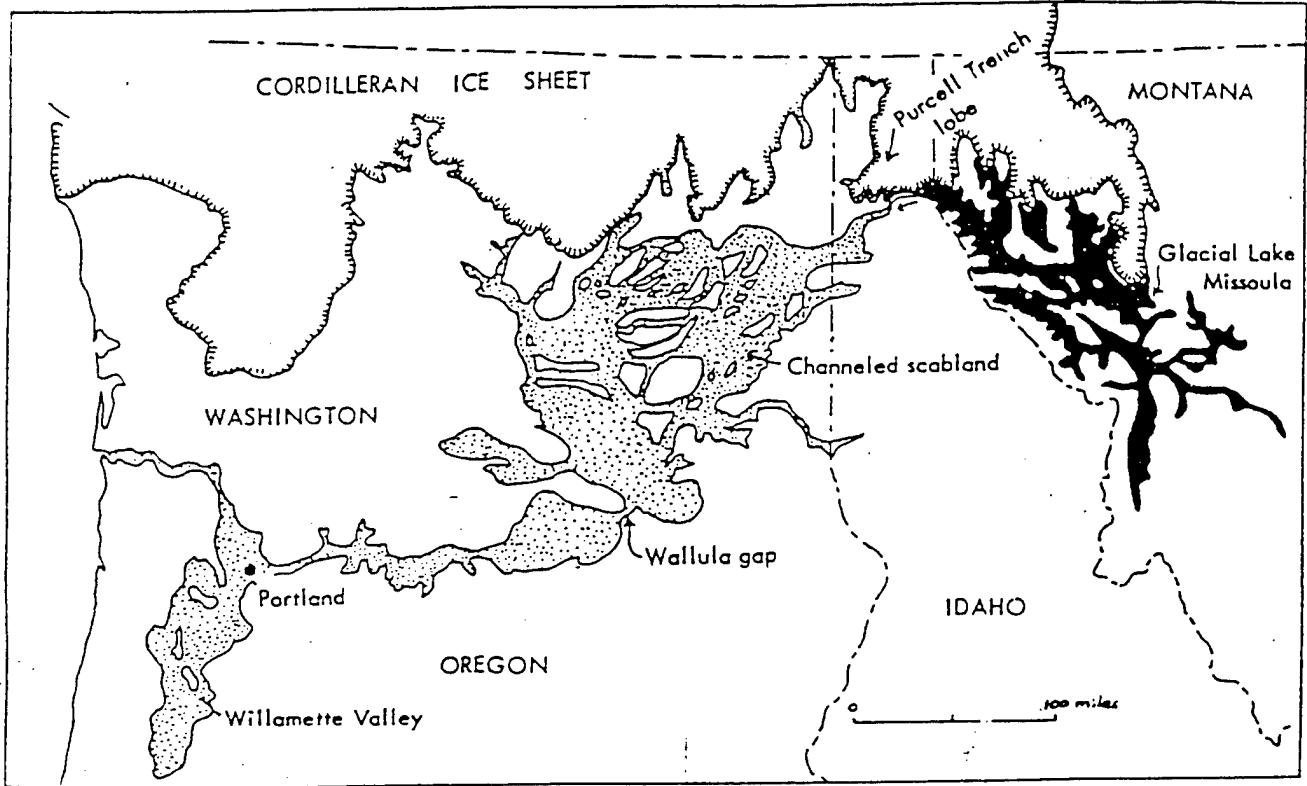 CORDILLERAN ICE SHEET
Purcell Trench
lobe
MONTANA
Glacial Lake
Missoula
Channeled scabland
WASHINGTON
Wallula gap
Portland
IDAHO
OREGON
0 100 miles
Willamette Valley